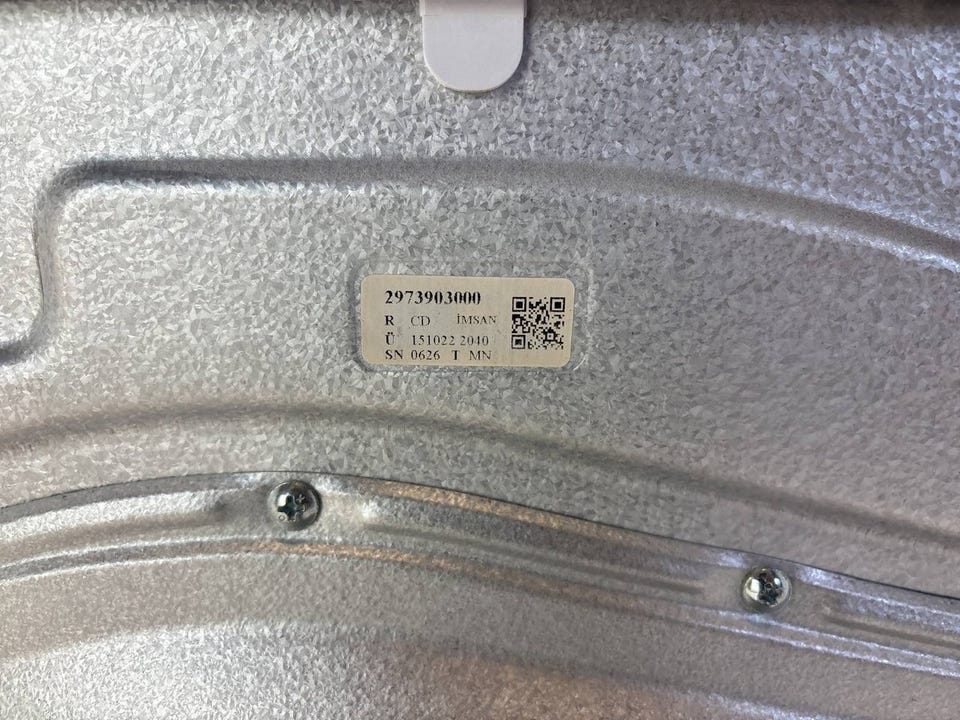 2973903000
R CD İMSAN
Ü 151022 2040
SN 0626 T MN